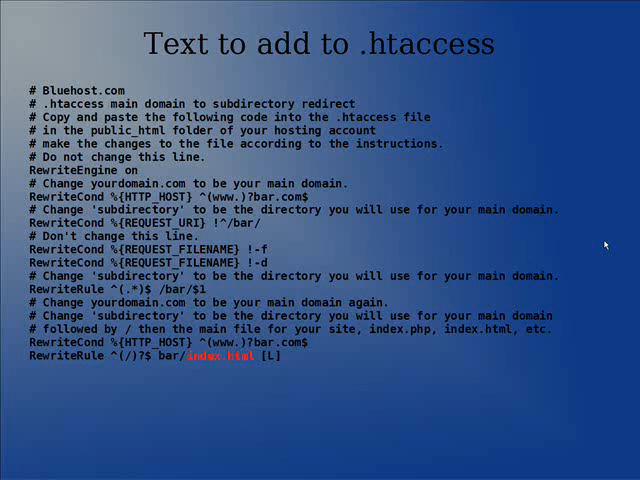 Text to add to .htaccess
# Bluehost.com
# .htaccess main domain to subdirectory redirect
# Copy and paste the following code into the .htaccess file
# in the public_html folder of your hosting account
# make the changes to the file according to the instructions.
# Do not change this line.
RewriteEngine on
# Change yourdomain.com to be your main domain.
RewriteCond %{HTTP_HOST} ^(www.)?bar.com$
# Change 'subdirectory' to be the directory you will use for your main domain.
RewriteCond %{REQUEST_URI} !^/bar/
# Don't change this line.
RewriteCond %{REQUEST_FILENAME} !-f
RewriteCond %{REQUEST_FILENAME} !-d
# Change 'subdirectory' to be the directory you will use for your main domain.
RewriteRule ^(.*)$ /bar/$1
# Change yourdomain.com to be your main domain again.
# Change 'subdirectory' to be the directory you will use for your main domain
# followed by / then the main file for your site, index.php, index.html, etc.
RewriteCond %{HTTP_HOST} ^(www.)?bar.com$
RewriteRule ^(/)?$ bar/index.html [L]